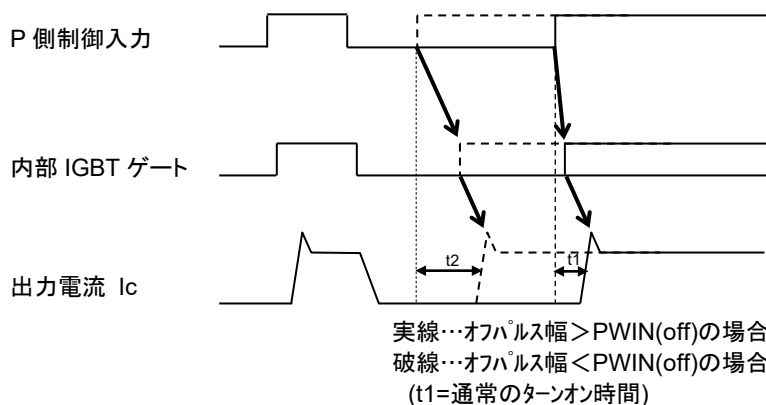 P 側制御入力
内部 IGBT ゲート
t2
t1
出力電流 Ic
実線…オフパルス幅＞PWIN(off)の場合
破線…オフパルス幅＜PWIN(off)の場合
(t1=通常のターンオン時間)